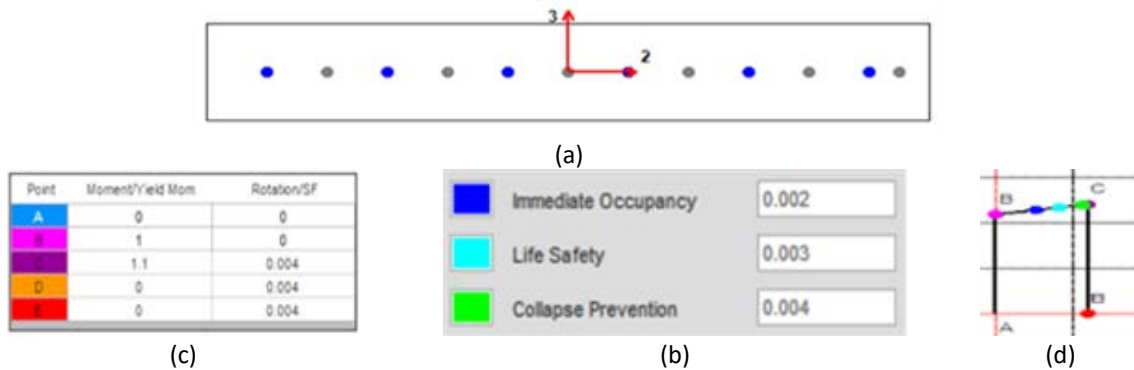 3
2
(a)
Point Moment/Yield Mom Rotation/SF
A 0 0
B 1 0
C 1.1 0.004
D 0 0.004
E 0 0.004
(c)
Immediate Occupancy 0.002
Life Safety 0.003
Collapse Prevention 0.004
(b)
B C
A B
(d)